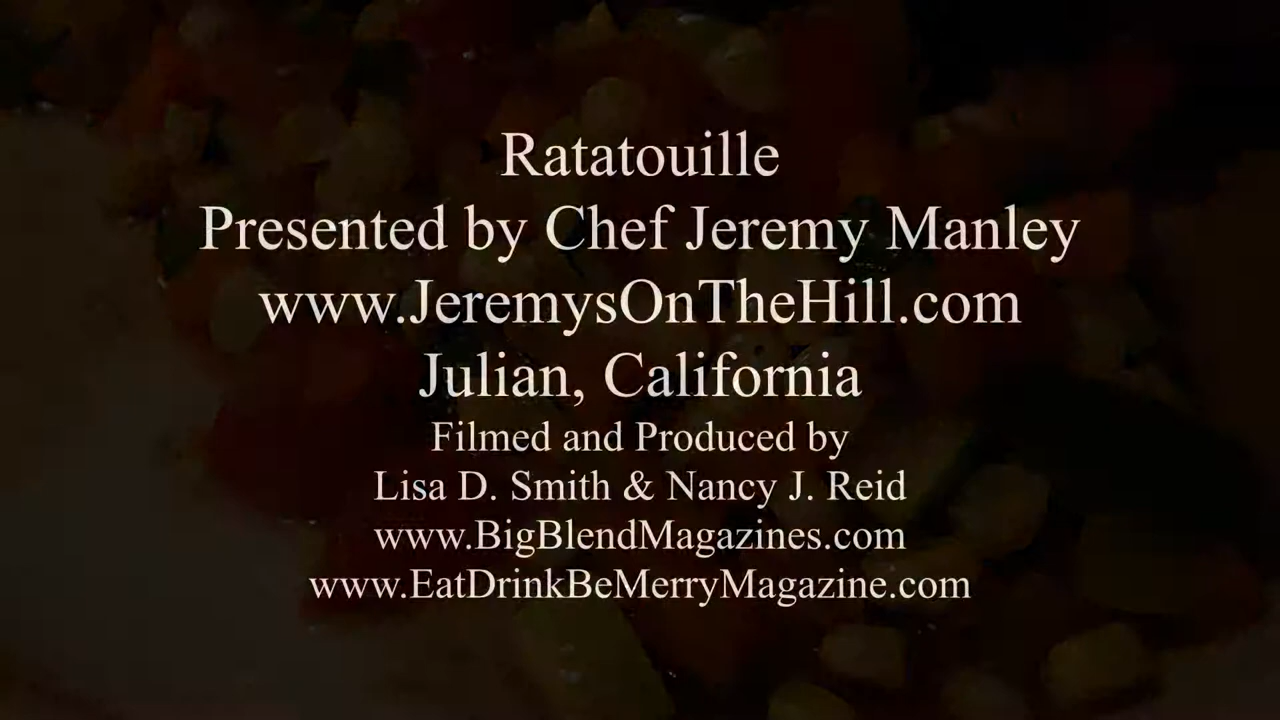 Ratatouille
Presented by Chef Jeremy Manley
www.JeremysOnTheHill.com
Julian, California
Filmed and Produced by
Lisa D. Smith & Nancy J. Reid
www.BigBlendMagazines.com
www.EatDrinkBeMerryMagazine.com